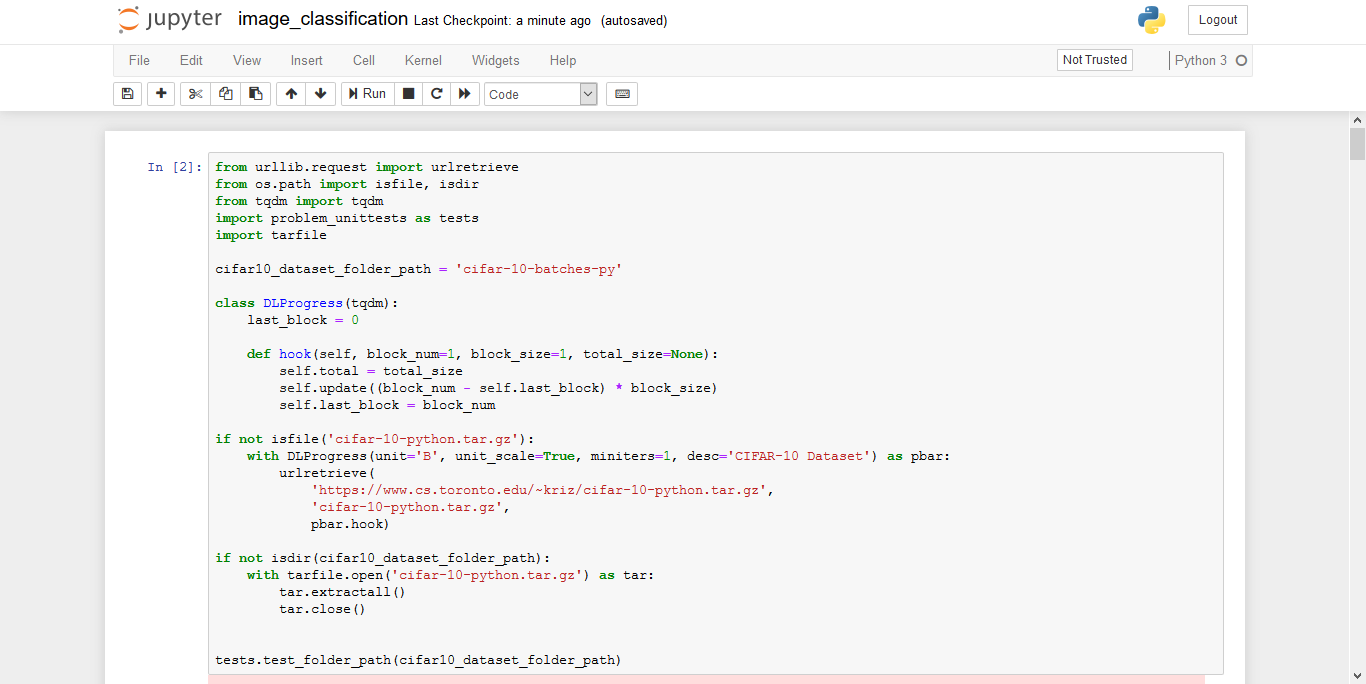 jupyter image_classification Last Checkpoint: a minute ago (autosaved)
Logout
File Edit View Insert Cell Kernel Widgets Help
Not Trusted
Python 3
Run
Code
In [2]:
from urllib.request import urlretrieve
from os.path import isfile, isdir
from tqdm import tqdm
import problem_unittests as tests
import tarfile

cifar10_dataset_folder_path = 'cifar-10-batches-py'

class DLProgress(tqdm):
    last_block = 0

    def hook(self, block_num=1, block_size=1, total_size=None):
        self.total = total_size
        self.update((block_num - self.last_block) * block_size)
        self.last_block = block_num

if not isfile('cifar-10-python.tar.gz'):
    with DLProgress(unit='B', unit_scale=True, miniters=1, desc='CIFAR-10 Dataset') as pbar:
        urlretrieve(
            'https://www.cs.toronto.edu/~kriz/cifar-10-python.tar.gz',
            'cifar-10-python.tar.gz',
            pbar.hook)

if not isdir(cifar10_dataset_folder_path):
    with tarfile.open('cifar-10-python.tar.gz') as tar:
        tar.extractall()
        tar.close()

tests.test_folder_path(cifar10_dataset_folder_path)